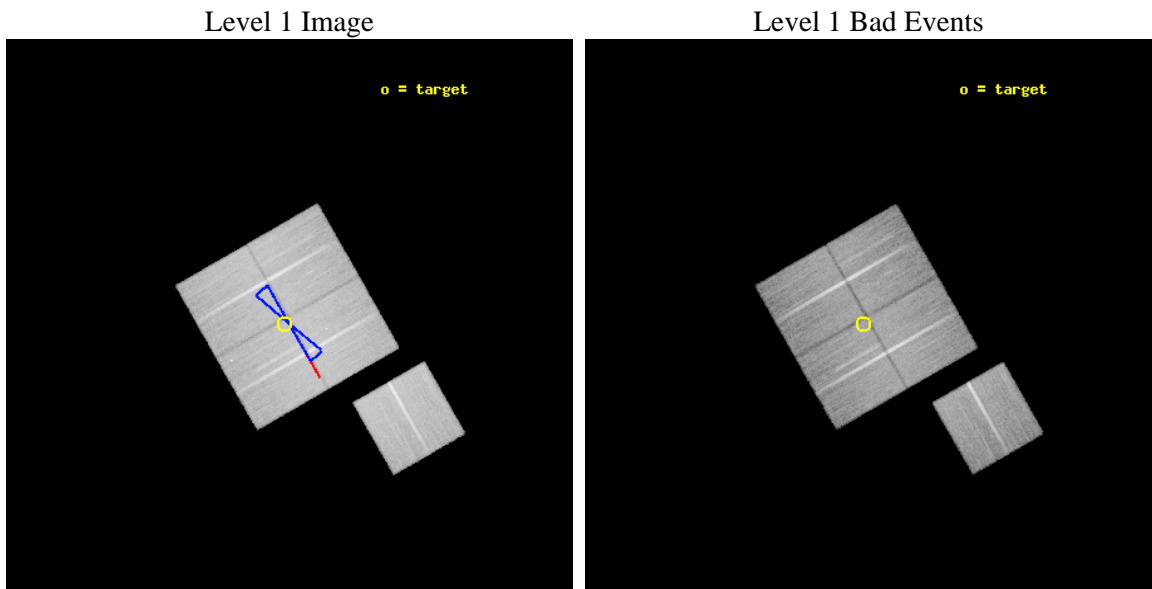 Level 1 Image
Level 1 Bad Events
o = target
o = target